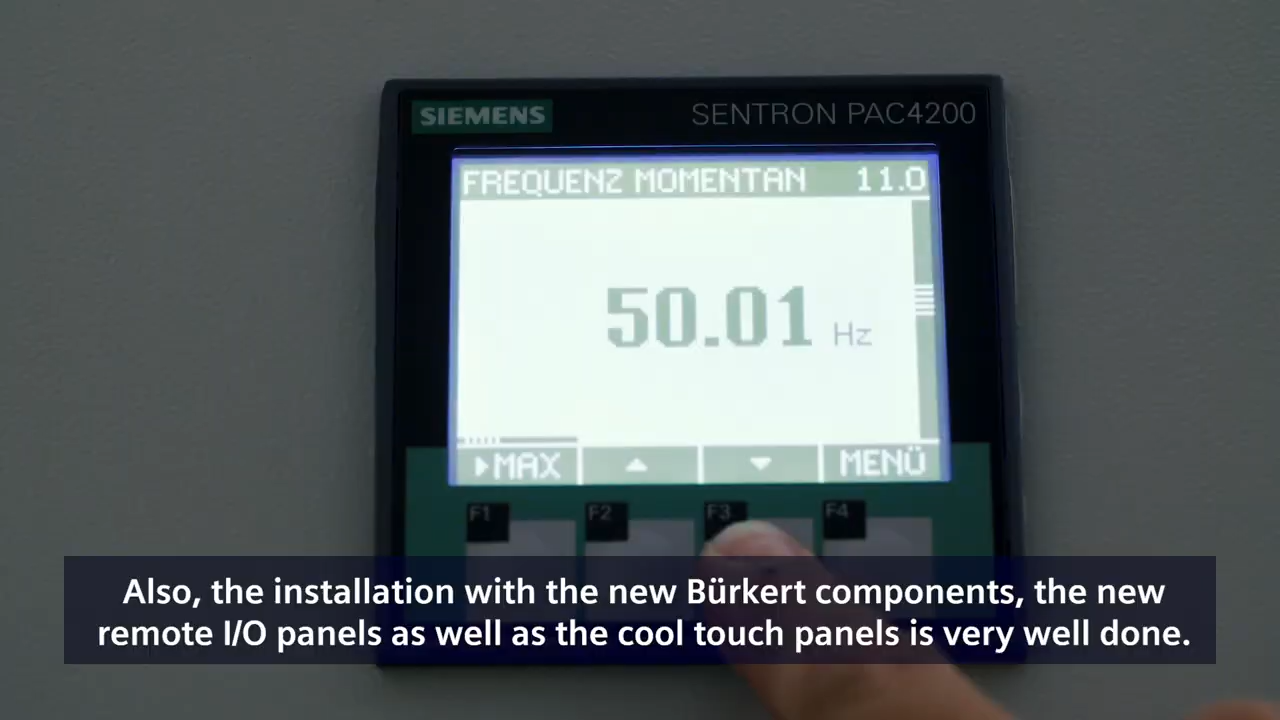 SIEMENS
SENTRON PAC4200
FREQUENZ MOMENTAN 11.0
50.01 Hz
▸MAX ▲ ▼ MENÜ
F1 F2 F3 F4
Also, the installation with the new Bürkert components, the new
remote I/O panels as well as the cool touch panels is very well done.